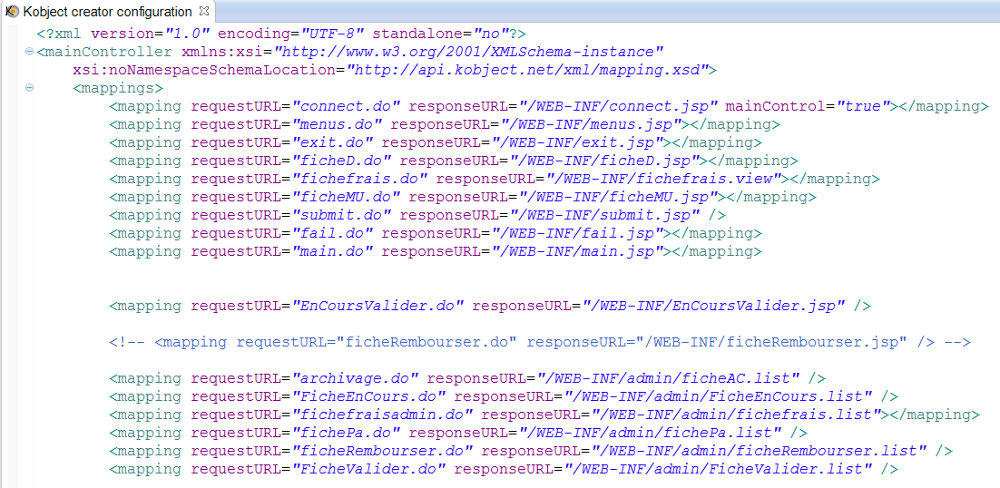 Kobject creator configuration
<?xml version="1.0" encoding="UTF-8" standalone="no"?>
<mainController xmlns:xsi="http://www.w3.org/2001/XMLSchema-instance"
xsi:noNamespaceSchemaLocation="http://api.kobject.net/xml/mapping.xsd">
<mappings>
<mapping requestURL="connect.do" responseURL="/WEB-INF/connect.jsp" mainControl="true"></mapping>
<mapping requestURL="menus.do" responseURL="/WEB-INF/menus.jsp"></mapping>
<mapping requestURL="exit.do" responseURL="/WEB-INF/exit.jsp"></mapping>
<mapping requestURL="ficheD.do" responseURL="/WEB-INF/ficheD.jsp"></mapping>
<mapping requestURL="fichefrais.do" responseURL="/WEB-INF/fichefrais.view"></mapping>
<mapping requestURL="ficheMU.do" responseURL="/WEB-INF/ficheMU.jsp"></mapping>
<mapping requestURL="submit.do" responseURL="/WEB-INF/submit.jsp" />
<mapping requestURL="fail.do" responseURL="/WEB-INF/fail.jsp"></mapping>
<mapping requestURL="main.do" responseURL="/WEB-INF/main.jsp"></mapping>
<mapping requestURL="EnCoursValider.do" responseURL="/WEB-INF/EnCoursValider.jsp" />
<!-- <mapping requestURL="ficheRembourser.do" responseURL="/WEB-INF/ficheRembourser.jsp" /> -->
<mapping requestURL="archivage.do" responseURL="/WEB-INF/admin/ficheAC.list" />
<mapping requestURL="FicheEnCours.do" responseURL="/WEB-INF/admin/FicheEnCours.list" />
<mapping requestURL="fichefraisadmin.do" responseURL="/WEB-INF/admin/fichefrais.list"></mapping>
<mapping requestURL="fichePa.do" responseURL="/WEB-INF/admin/fichePa.list" />
<mapping requestURL="ficheRembourser.do" responseURL="/WEB-INF/admin/ficheRembourser.list" />
<mapping requestURL="FicheValider.do" responseURL="/WEB-INF/admin/FicheValider.list" />